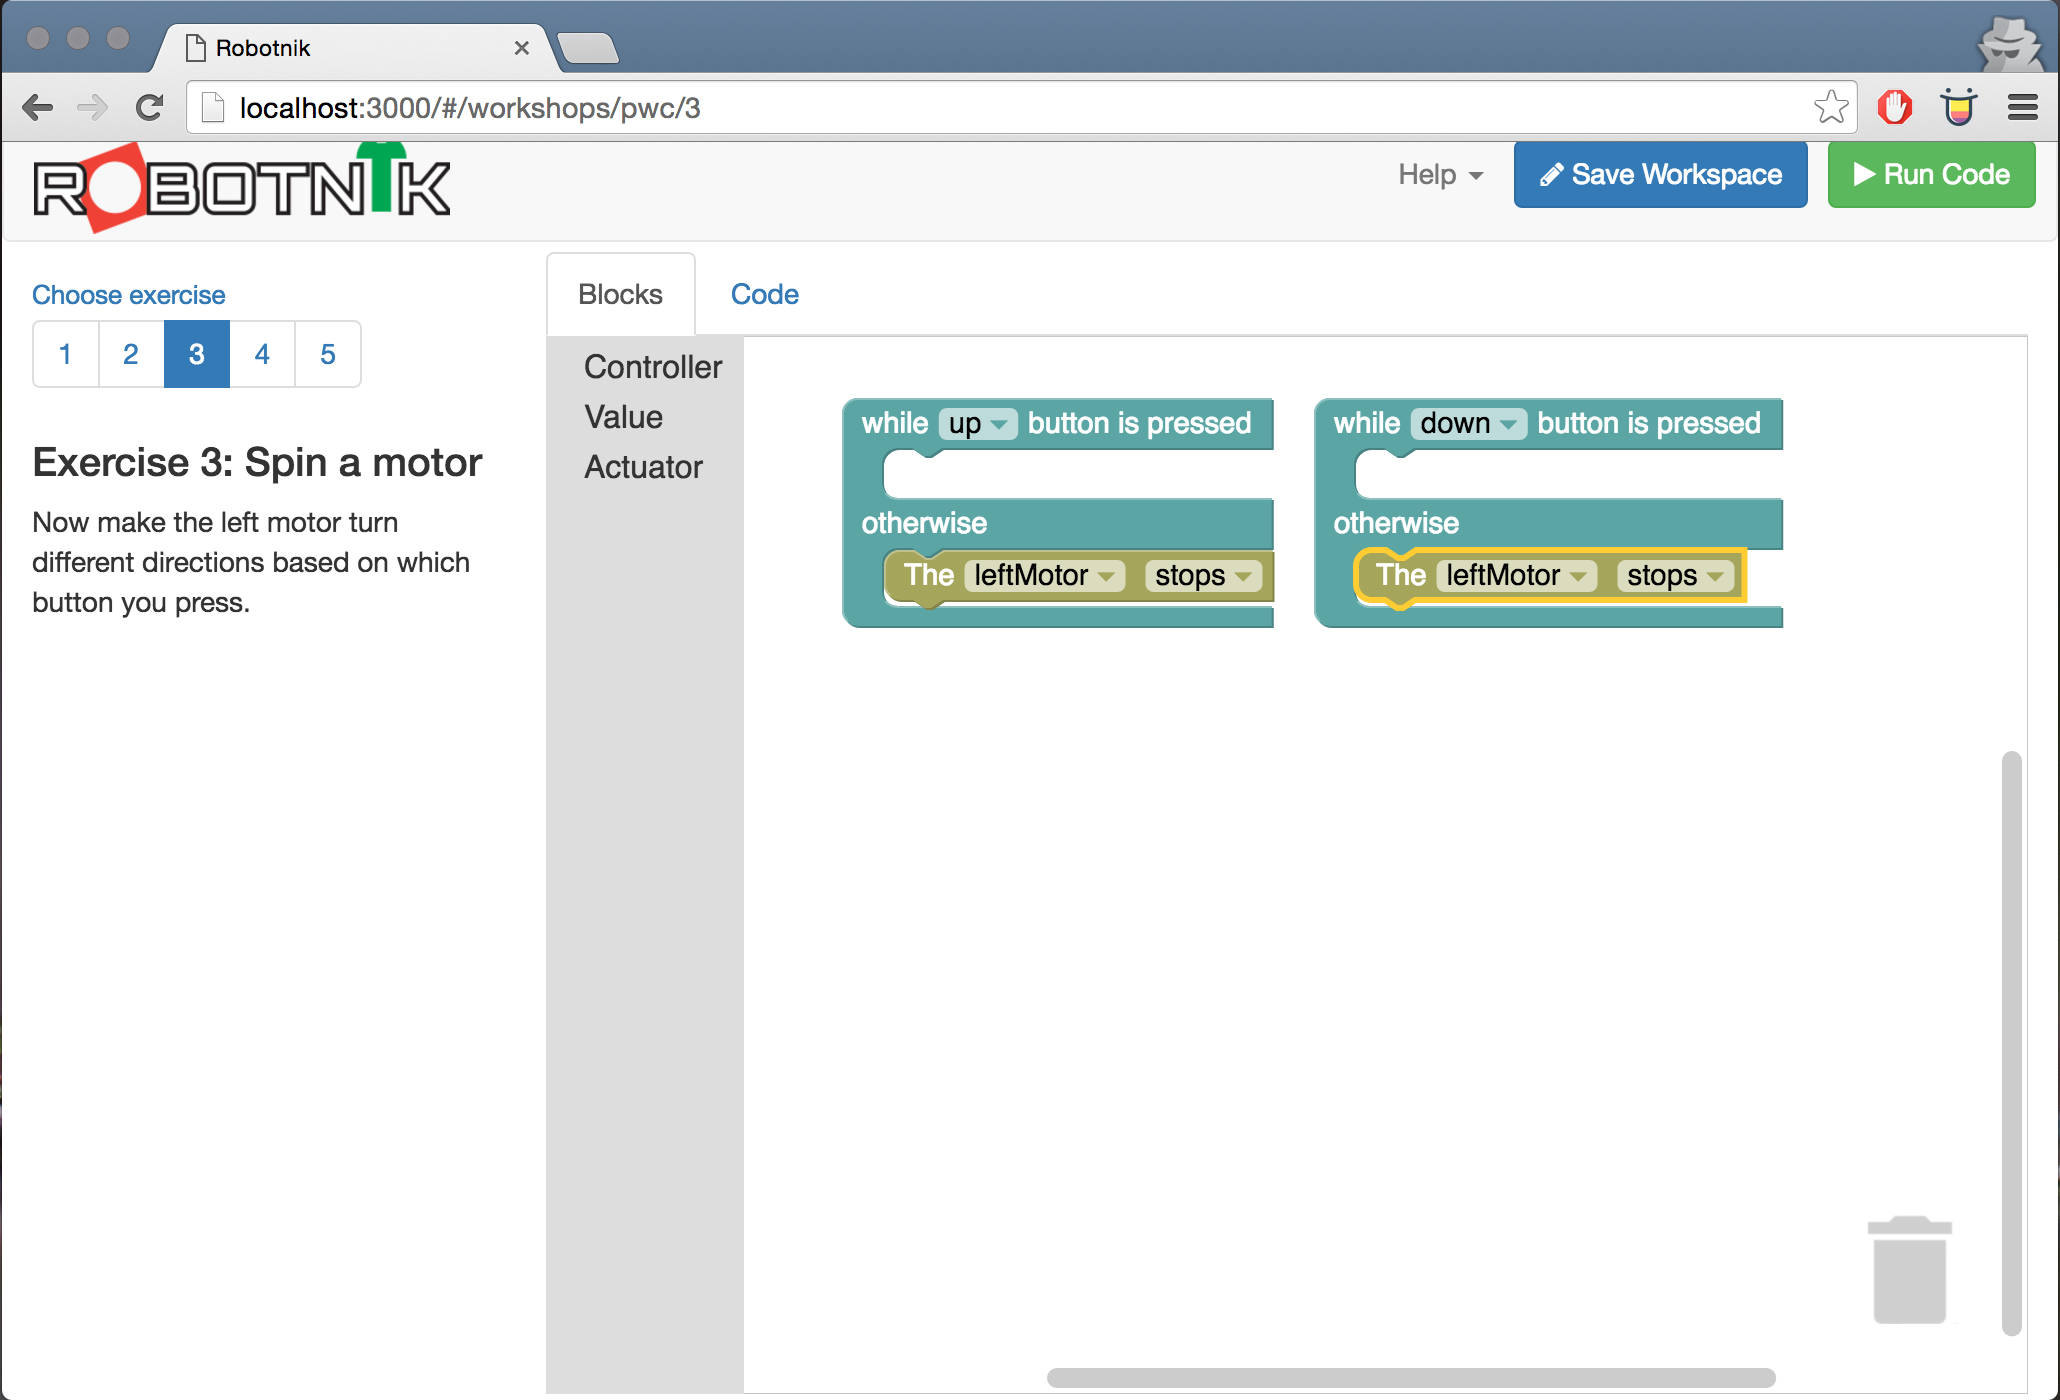 Robotnik
localhost:3000/#/workshops/pwc/3
ROBOTNIK
Help
Save Workspace
Run Code
Choose exercise
1 2 3 4 5
Exercise 3: Spin a motor
Now make the left motor turn
different directions based on which
button you press.
Blocks
Code
Controller
Value
Actuator
while up button is pressed
otherwise
The leftMotor stops
while down button is pressed
otherwise
The leftMotor stops